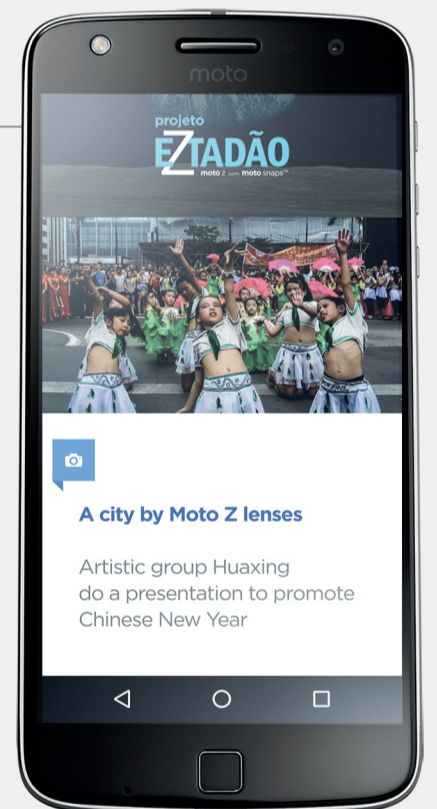 moto
projeto
EZTADÃO
moto z com moto snaps™
A city by Moto Z lenses
Artistic group Huaxing
do a presentation to promote
Chinese New Year